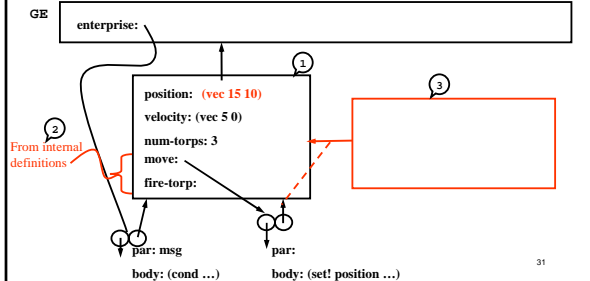 GE
enterprise:
1
position: (vec 15 10)
velocity: (vec 5 0)
num-torps: 3
move:
fire-torp:
2
From internal
definitions
3
par: msg
body: (cond …)
par:
body: (set! position …)
31